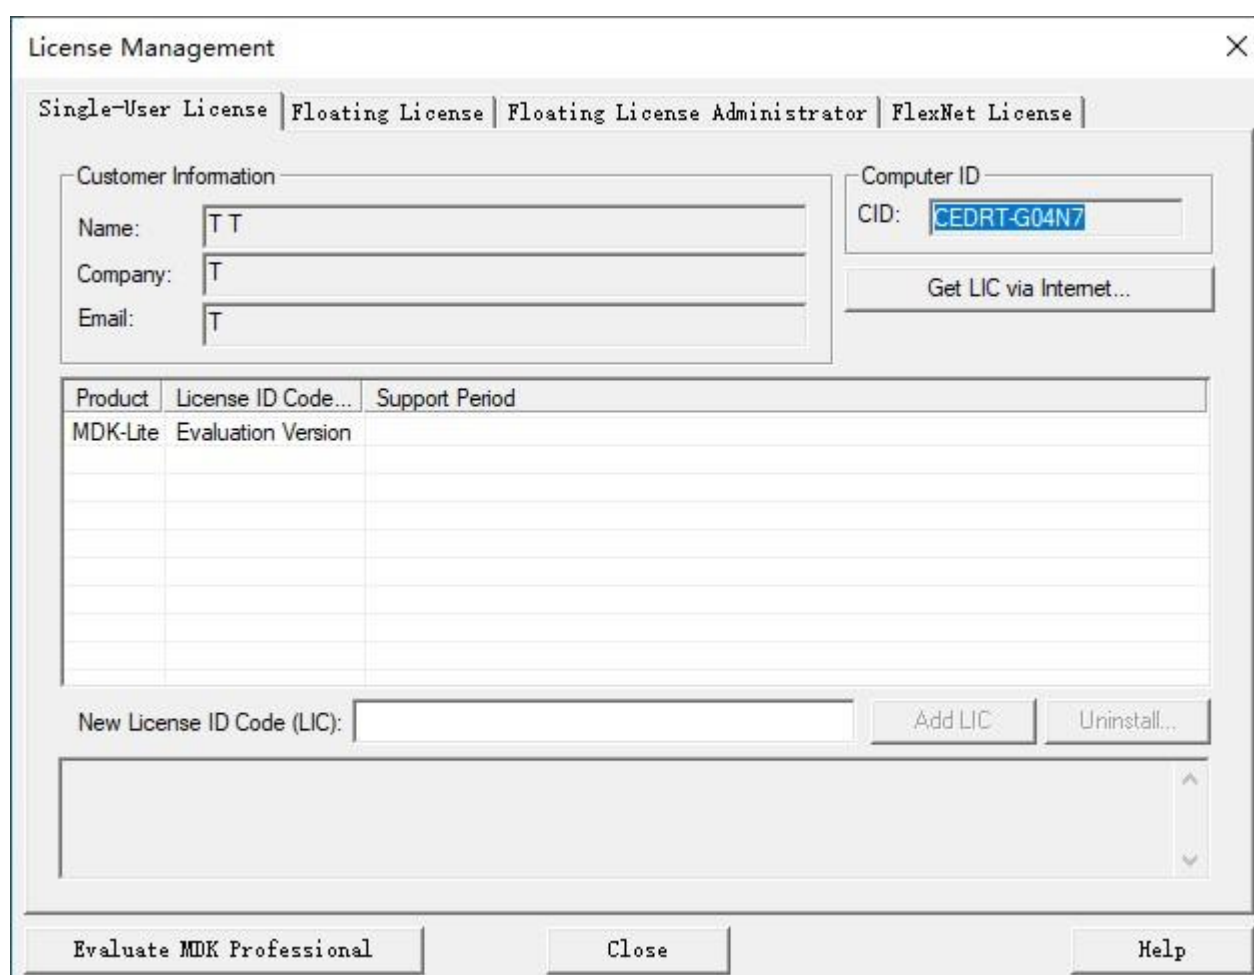 License Management
Single-User License Floating License Floating License Administrator FlexNet License
Customer Information
Name: T T
Company: T
Email: T
Computer ID
CID: CEDRT-G04N7
Get LIC via Internet...
Product License ID Code... Support Period
MDK-Lite Evaluation Version
New License ID Code (LIC): Add LIC Uninstall...
Evaluate MDK Professional Close Help